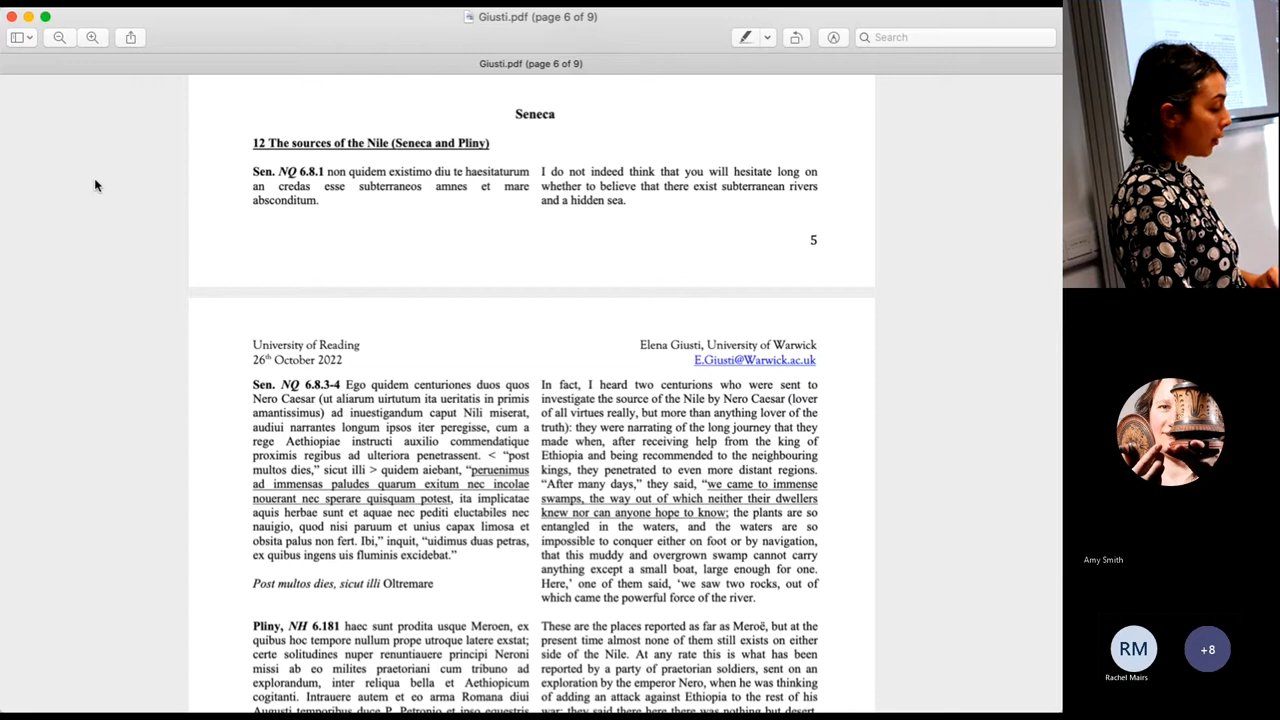 Giusti.pdf (page 6 of 9)
Search
Giusti.pdf (page 6 of 9)
Seneca
12 The sources of the Nile (Seneca and Pliny)
Sen. NQ 6.8.1 non quidem existimo diu te haesitaturum
an credas esse subterraneos amnes et mare
absconditum.
I do not indeed think that you will hesitate long on
whether to believe that there exist subterranean rivers
and a hidden sea.
5
University of Reading
26th October 2022
Elena Giusti, University of Warwick
E.Giusti@Warwick.ac.uk
Sen. NQ 6.8.3-4 Ego quidem centuriones duos quos
Nero Caesar (ut aliarum uirtutum ita ueritatis in primis
amantissimus) ad inuestigandum caput Nili miserat,
audiui narrantes longum ipsos iter peregisse, cum a
rege Aethiopiae instructi auxilio commendatique
proximis regibus ad ulteriora penetrassent. < “post
multos dies,” sicut illi > quidem aiebant, “peruenimus
ad immensas paludes quarum exitum nec incolae
nouerant nec sperare quisquam potest, ita implicatae
aquis herbae sunt et aquae nec pediti eluctabiles nec
nauigio, quod nisi paruum et unius capax limosa et
obsita palus non fert. Ibi,” inquit, “uidimus duas petras,
ex quibus ingens uis fluminis excidebat.”
Post multos dies, sicut illi Oltremare
In fact, I heard two centurions who were sent to
investigate the source of the Nile by Nero Caesar (lover
of all virtues really, but more than anything lover of the
truth): they were narrating of the long journey that they
made when, after receiving help from the king of
Ethiopia and being recommended to the neighbouring
kings, they penetrated to even more distant regions.
“After many days,” they said, “we came to immense
swamps, the way out of which neither their dwellers
knew nor can anyone hope to know; the plants are so
entangled in the waters, and the waters are so
impossible to conquer either on foot or by navigation,
that this muddy and overgrown swamp cannot carry
anything except a small boat, large enough for one.
Here,’ one of them said, ‘we saw two rocks, out of
which came the powerful force of the river.
Pliny, NH 6.181 haec sunt prodita usque Meroen, ex
quibus hoc tempore nullum prope utroque latere exstat;
certe solitudines nuper renuntiauere principi Neroni
missi ab eo milites praetoriani cum tribuno ad
explorandum, inter reliqua bella et Aethiopicum
cogitanti. Intrauere autem et eo arma Romana diui
Augusti temporibus duce P. Petronio et ipso equestris
These are the places reported as far as Meroë, but at the
present time almost none of them still exists on either
side of the Nile. At any rate this is what has been
reported by a party of praetorian soldiers, sent on an
exploration by the emperor Nero, when he was thinking
of adding an attack against Ethiopia to the rest of his
war: they said there here there was nothing but desert.
Amy Smith
RM
Rachel Mairs
+8